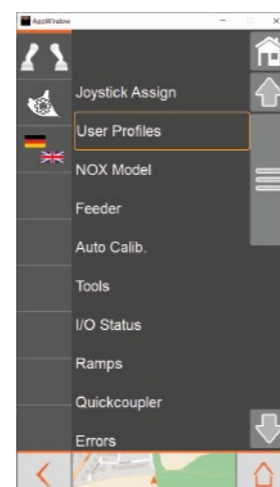 AppWindow
Joystick Assign
User Profiles
NOX Model
Feeder
Auto Calib.
Tools
I/O Status
Ramps
Quickcoupler
Errors